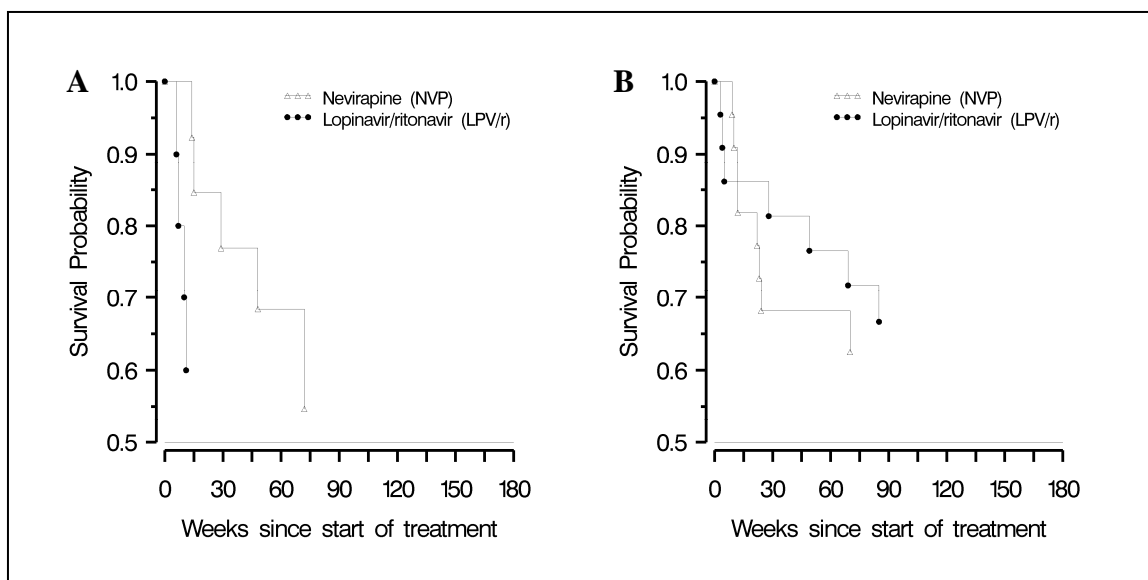 A
Nevirapine (NVP)
Lopinavir/ritonavir (LPV/r)
Survival Probability
1.0
0.9
0.8
0.7
0.6
0.5
0 30 60 90 120 150 180
Weeks since start of treatment
B
Nevirapine (NVP)
Lopinavir/ritonavir (LPV/r)
Survival Probability
1.0
0.9
0.8
0.7
0.6
0.5
0 30 60 90 120 150 180
Weeks since start of treatment